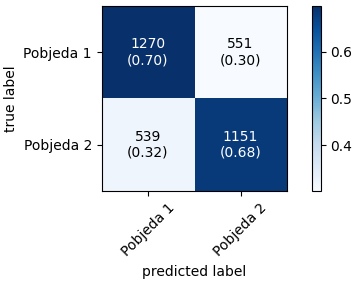 1270
(0.70)
551
(0.30)
539
(0.32)
1151
(0.68)
Pobjeda 1
Pobjeda 2
true label
Pobjeda 1
Pobjeda 2
predicted label
0.6
0.5
0.4